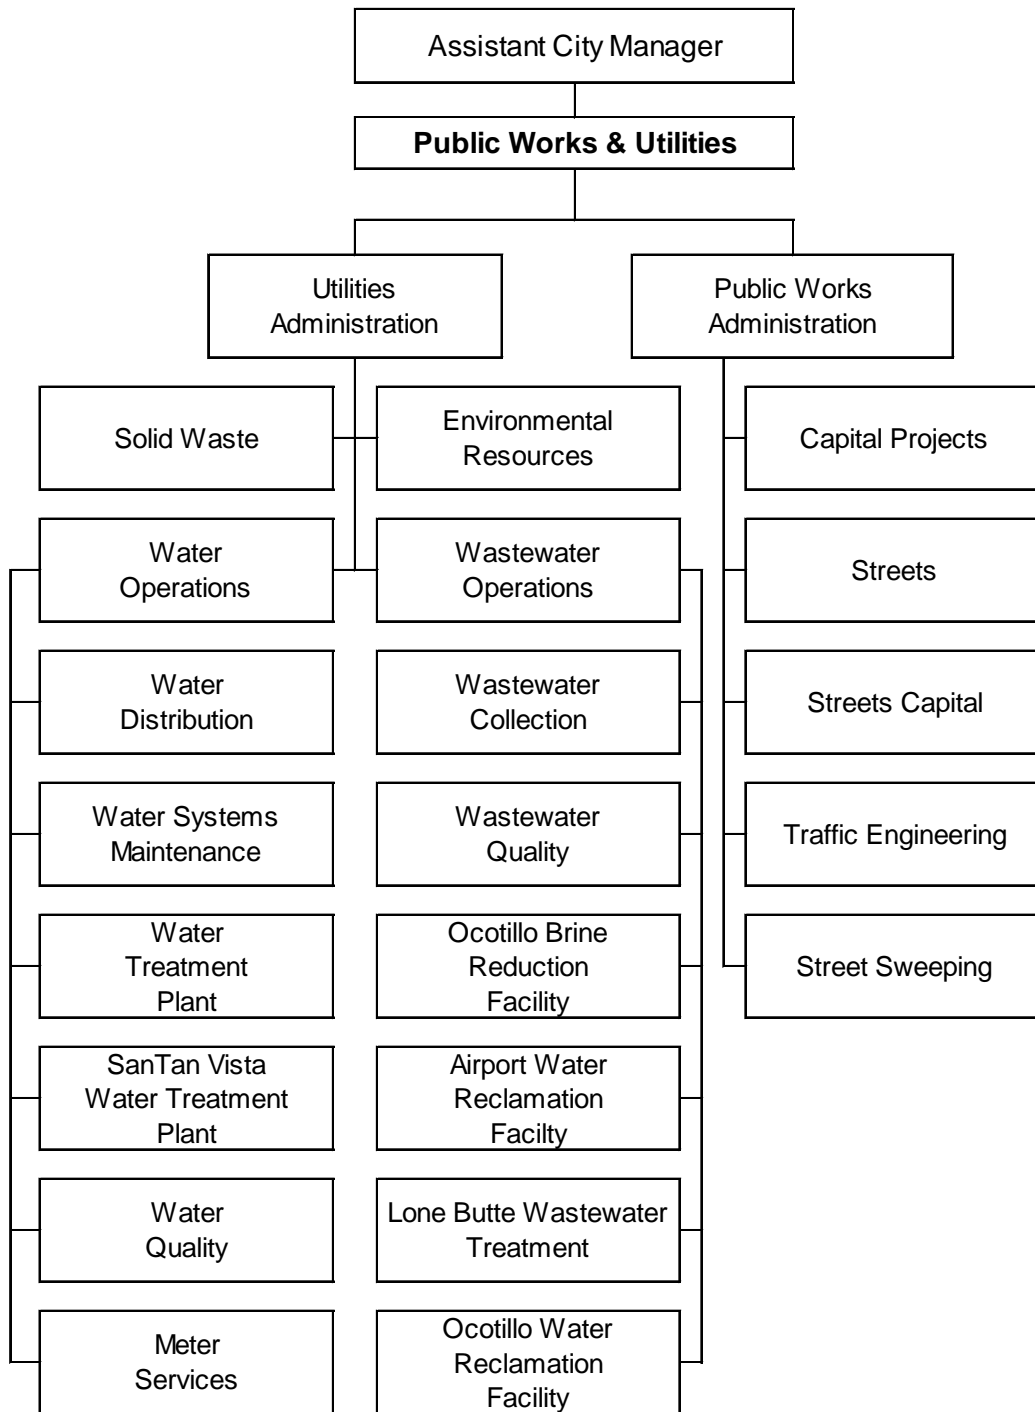 Assistant City Manager
Public Works & Utilities
Utilities
Administration
Public Works
Administration
Solid Waste
Environmental
Resources
Capital Projects
Water
Operations
Wastewater
Operations
Streets
Water
Distribution
Wastewater
Collection
Streets Capital
Water Systems
Maintenance
Wastewater
Quality
Traffic Engineering
Water
Treatment
Plant
Ocotillo Brine
Reduction
Facility
Street Sweeping
SanTan Vista
Water Treatment
Plant
Airport Water
Reclamation
Facilty
Water
Quality
Lone Butte Wastewater
Treatment
Meter
Services
Ocotillo Water
Reclamation
Facility